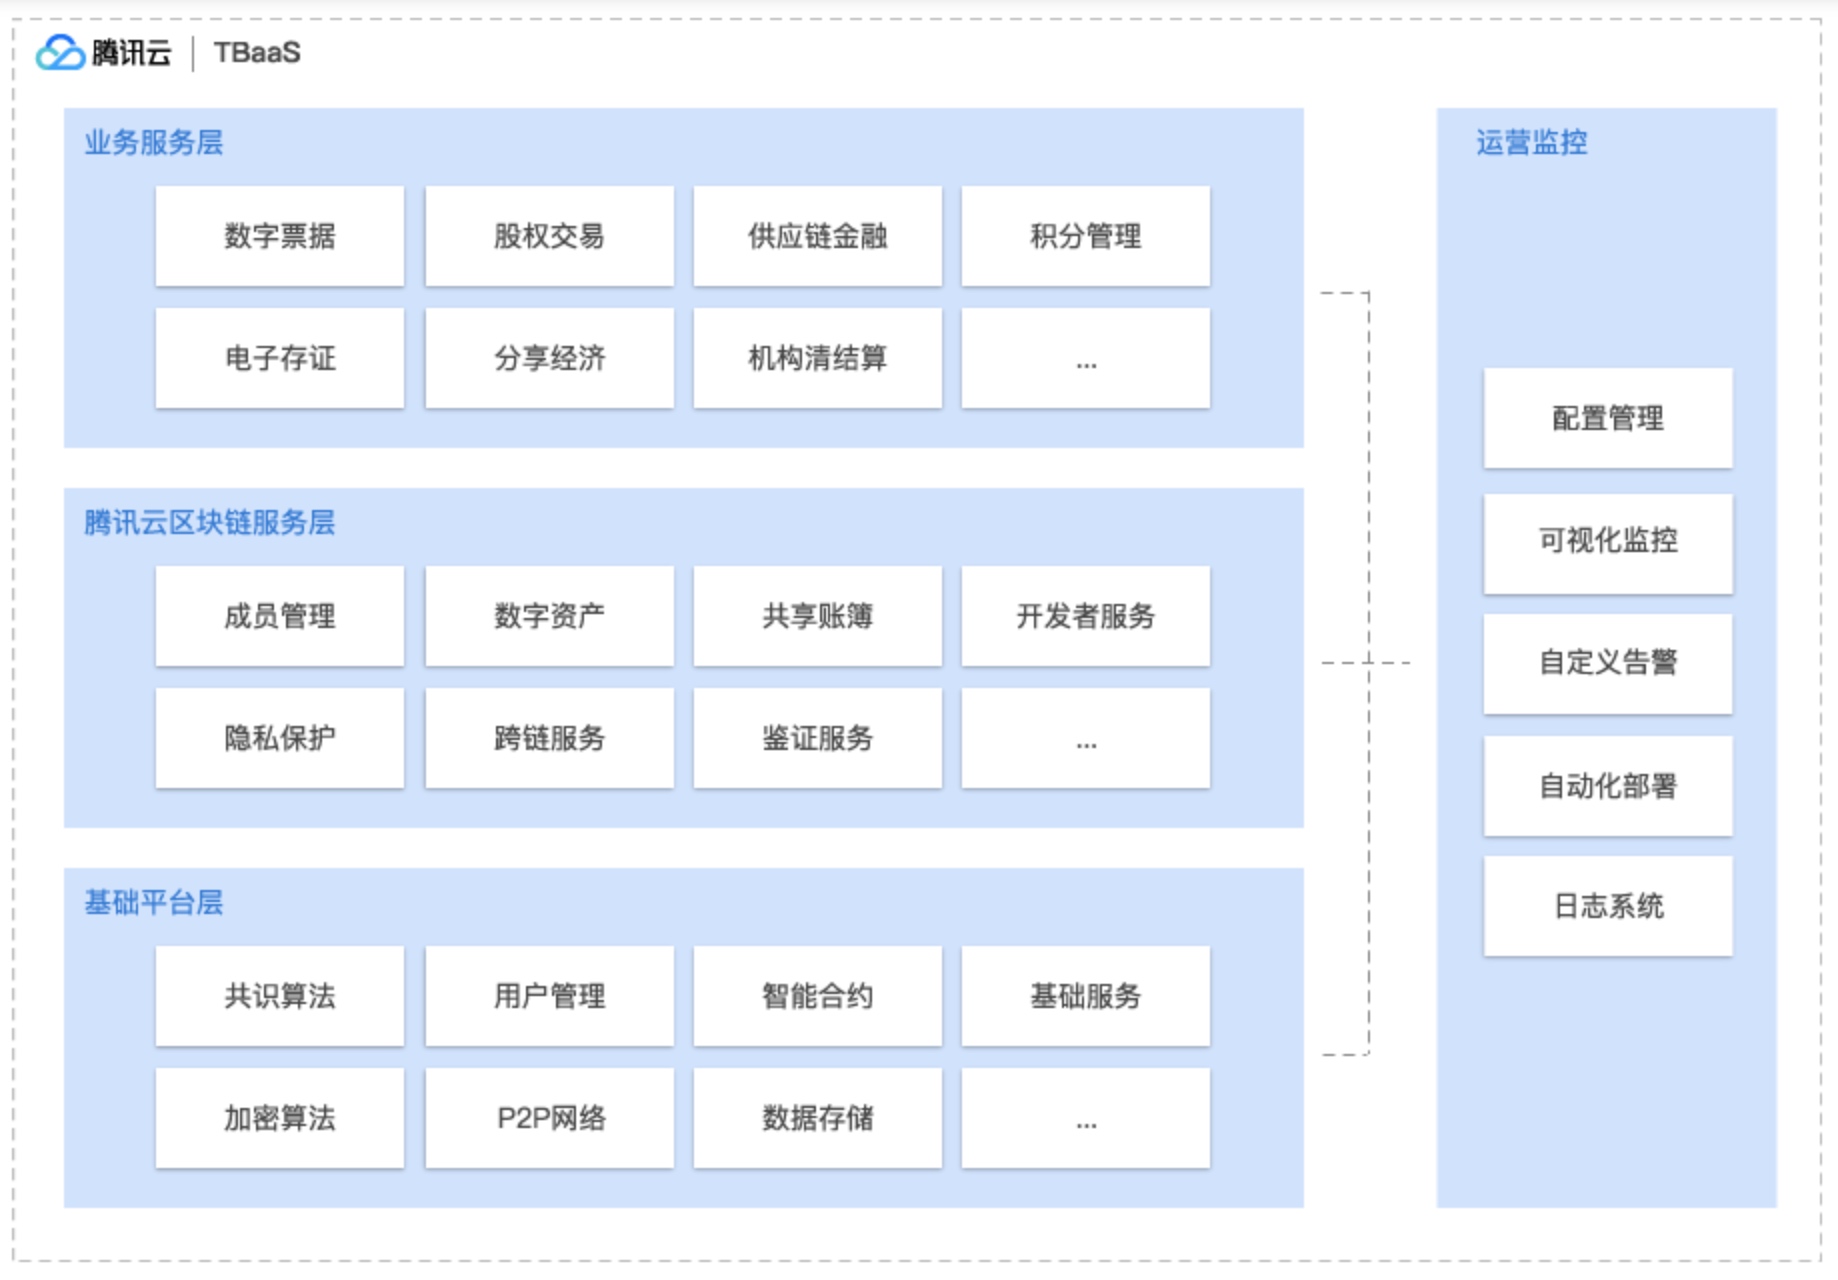 腾讯云 | TBaaS
业务服务层
数字票据
股权交易
供应链金融
积分管理
电子存证
分享经济
机构清结算
...
腾讯云区块链服务层
成员管理
数字资产
共享账簿
开发者服务
隐私保护
跨链服务
鉴证服务
...
基础平台层
共识算法
用户管理
智能合约
基础服务
加密算法
P2P网络
数据存储
...
运营监控
配置管理
可视化监控
自定义告警
自动化部署
日志系统